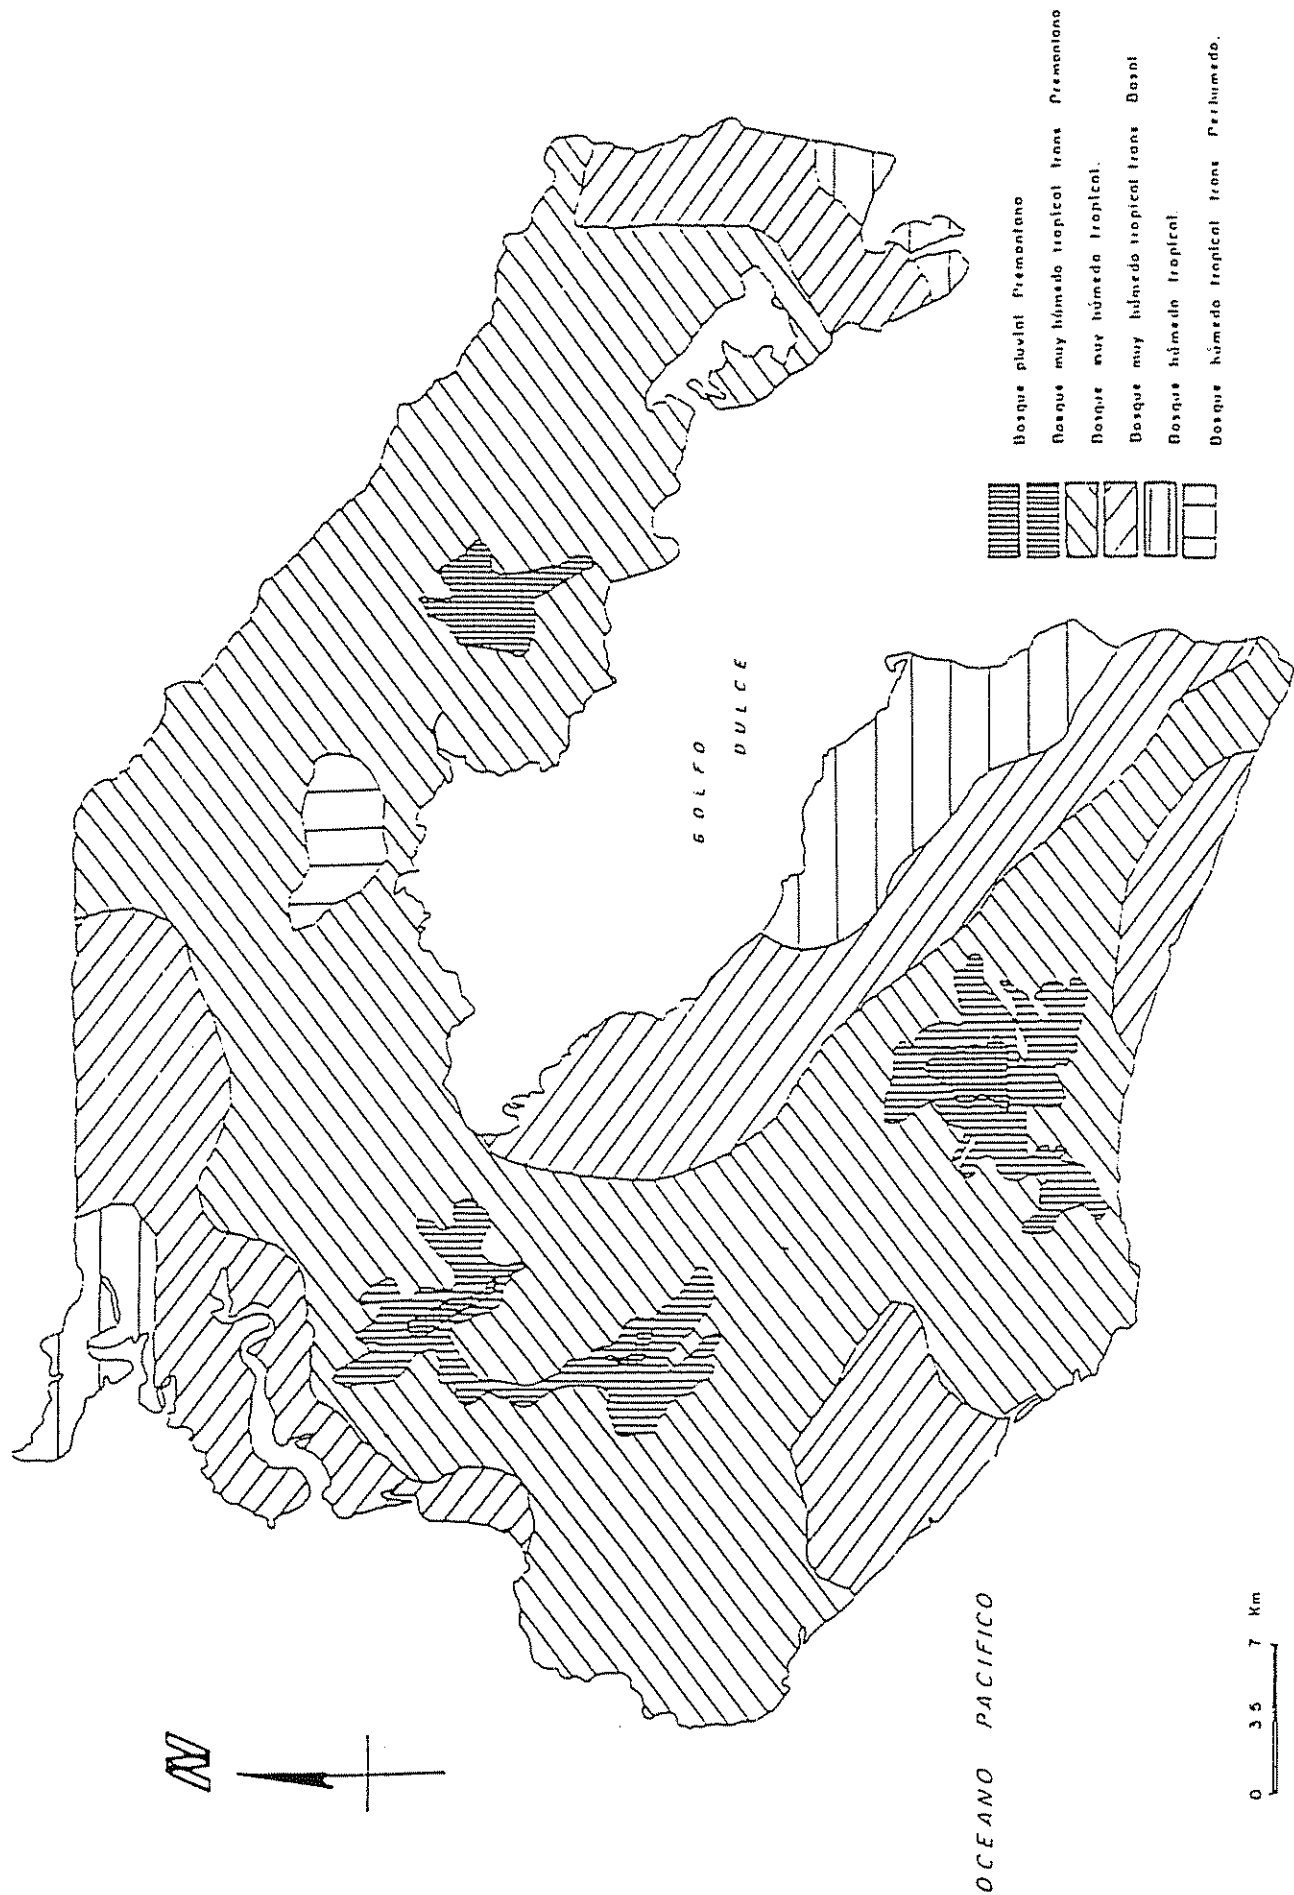 N
GOLFO
DULCE
OCEANO PACIFICO
Bosque pluvial Premontano
Bosque muy húmedo tropical trans Premontano
Bosque muy húmedo tropical.
Bosque muy húmedo tropical trans Basal
Bosque húmedo tropical.
Bosque húmedo tropical trans Perhumedo.
0 3.5 7 Km